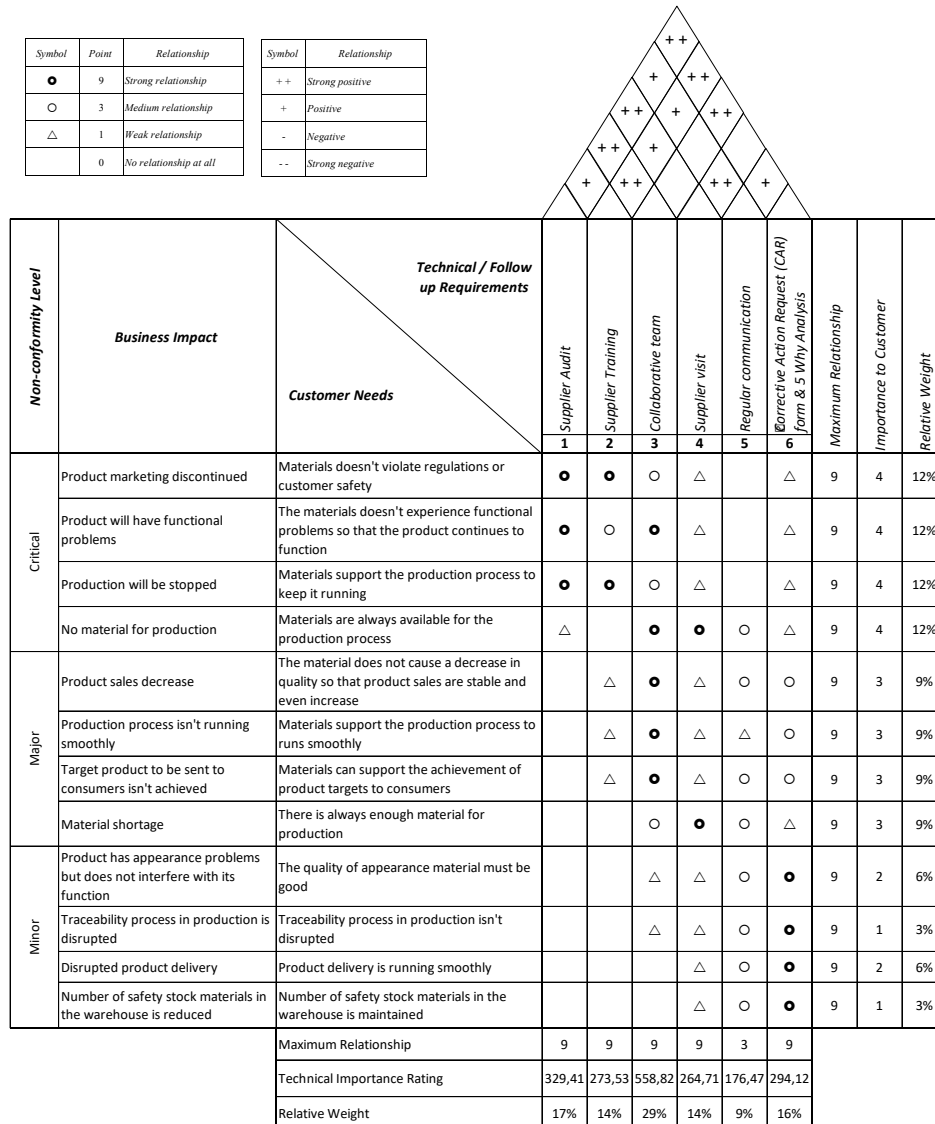 Symbol Point Relationship
9 Strong relationship
3 Medium relationship
1 Weak relationship
0 No relationship at all
Symbol Relationship
++ Strong positive
+ Positive
- Negative
-- Strong negative
++
+ ++
++ +
++ +
+ ++ ++ +
Non-conformity Level
Business Impact
Technical / Follow
up Requirements
Customer Needs
Supplier Audit
Supplier Training
Collaborative team
Supplier visit
Regular communication
Corrective Action Request (CAR)
form & 5 Why Analysis
Maximum Relationship
Importance to Customer
Relative Weight
1 2 3 4 5 6
Critical
Product marketing discontinued
Materials doesn't violate regulations or
customer safety
9 4 12%
Product will have functional
problems
The materials doesn't experience functional
problems so that the product continues to
function
9 4 12%
Production will be stopped
Materials support the production process to
keep it running
9 4 12%
No material for production
Materials are always available for the
production process
9 4 12%
Major
Product sales decrease
The material does not cause a decrease in
quality so that product sales are stable and
even increase
9 3 9%
Production process isn't running
smoothly
Materials support the production process to
runs smoothly
9 3 9%
Target product to be sent to
consumers isn't achieved
Materials can support the achievement of
product targets to consumers
9 3 9%
Material shortage
There is always enough material for
production
9 3 9%
Minor
Product has appearance problems
but does not interfere with its
function
The quality of appearance material must be
good
9 2 6%
Traceability process in production is
disrupted
Traceability process in production isn't
disrupted
9 1 3%
Disrupted product delivery
Product delivery is running smoothly
9 2 6%
Number of safety stock materials in
the warehouse is reduced
Number of safety stock materials in the
warehouse is maintained
9 1 3%
Maximum Relationship 9 9 9 9 3 9
Technical Importance Rating 329,41 273,53 558,82 264,71 176,47 294,12
Relative Weight 17% 14% 29% 14% 9% 16%